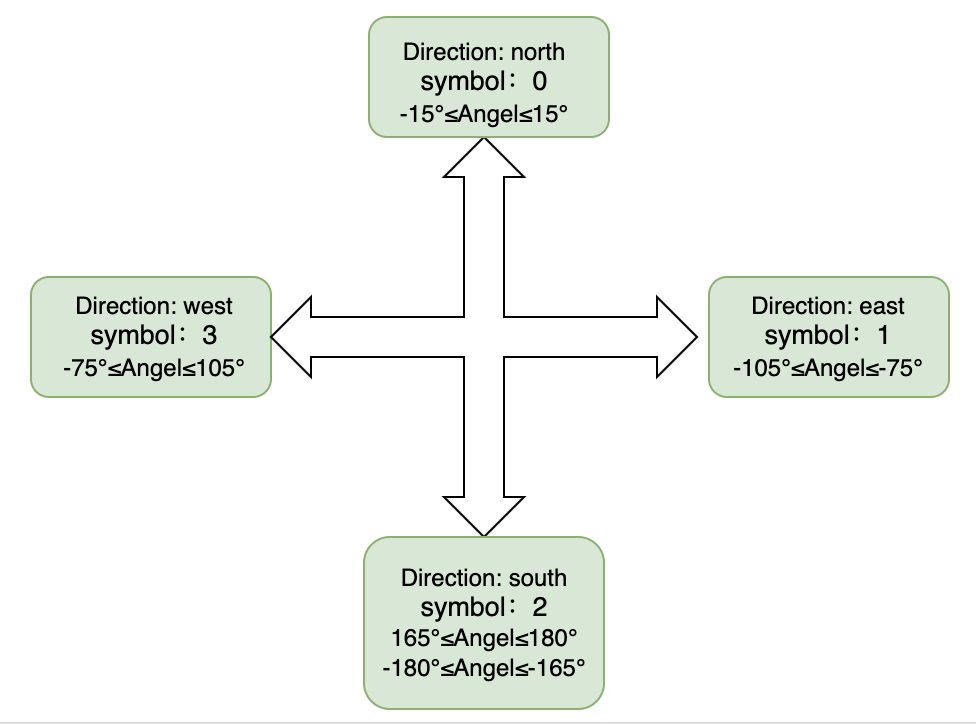 Direction: north
symbol：0
-15°≤Angel≤15°
Direction: west
symbol：3
-75°≤Angel≤105°
Direction: east
symbol：1
-105°≤Angel≤-75°
Direction: south
symbol：2
165°≤Angel≤180°
-180°≤Angel≤-165°